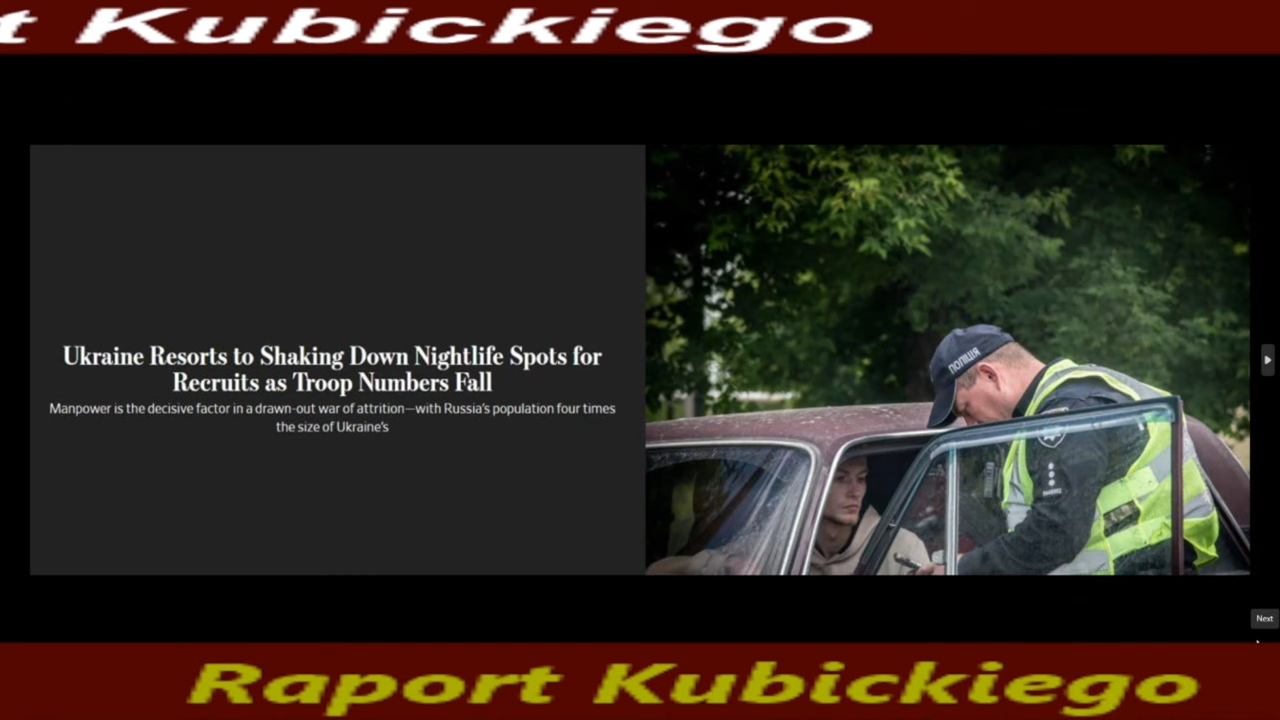 t Kubickiego
Ukraine Resorts to Shaking Down Nightlife Spots for
Recruits as Troop Numbers Fall
Manpower is the decisive factor in a drawn-out war of attrition—with Russia's population four times
the size of Ukraine's
Next
Raport Kubickiego